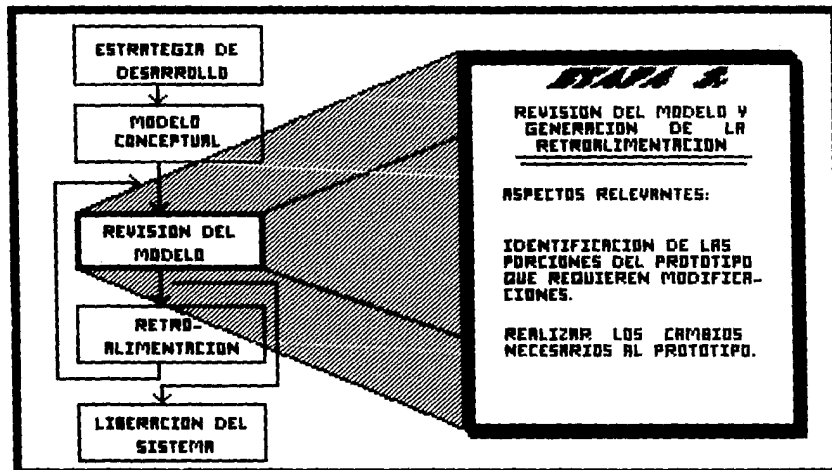 ESTRATEGIA DE
DESARROLLO
MODELO
CONCEPTUAL
REVISION DEL
MODELO
RETRO-
ALIMENTACION
LIBERACION DEL
SISTEMA
ETAPA 3.
REVISION DEL MODELO Y
GENERACION DE LA
RETROALIMENTACION
ASPECTOS RELEVANTES:
IDENTIFICACION DE LAS
PORCIONES DEL PROTOTIPO
QUE REQUIEREN MODIFICA-
CIONES.
REALIZAR LOS CAMBIOS
NECESARIOS AL PROTOTIPO.